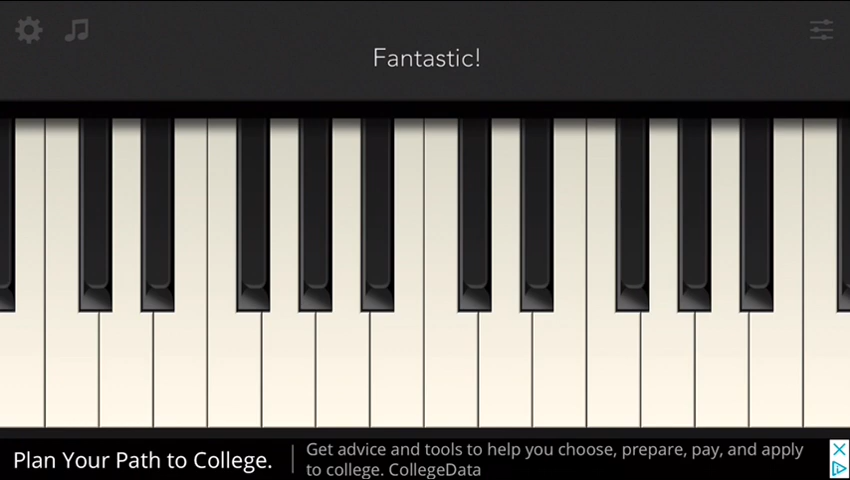 Fantastic!
Plan Your Path to College.
Get advice and tools to help you choose, prepare, pay, and apply
to college. CollegeData